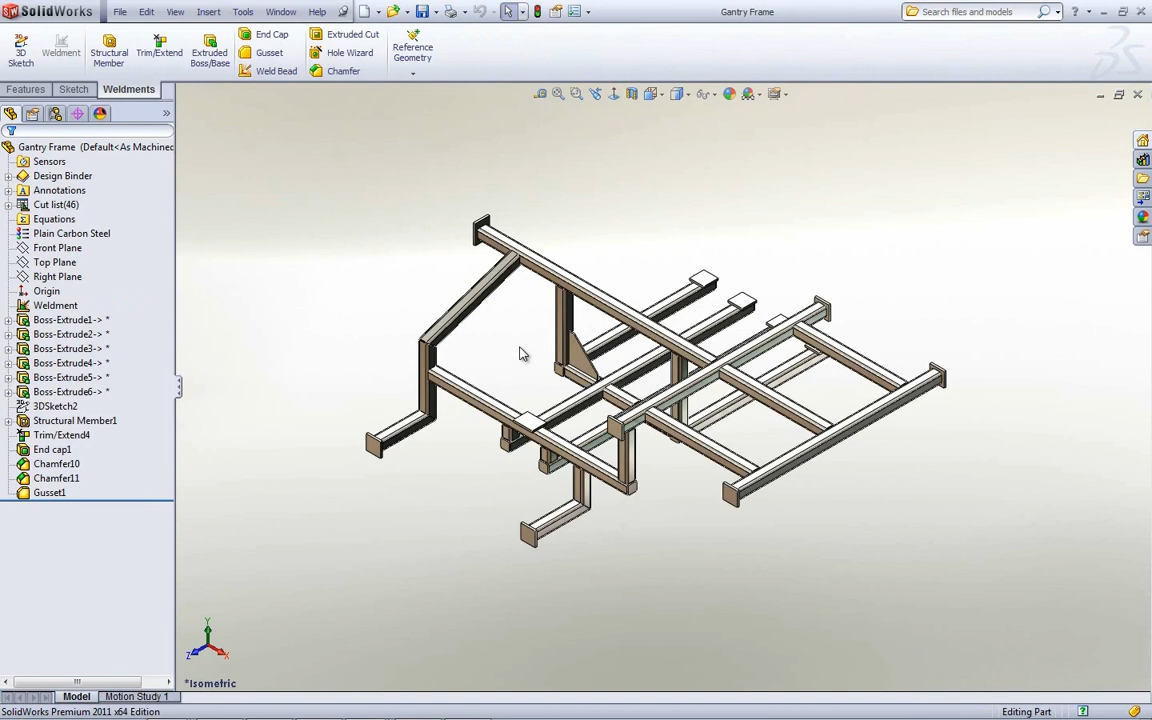 SolidWorks File Edit View Insert Tools Window Help Gantry Frame Search files and models ?
3D Sketch Weldment Structural Member Trim/Extend Extruded Boss/Base End Cap Extruded Cut Reference Geometry
Gusset Hole Wizard
Weld Bead Chamfer
Features Sketch Weldments
Gantry Frame (Default<As Machined
Sensors
Design Binder
Annotations
Cut list(46)
Equations
Plain Carbon Steel
Front Plane
Top Plane
Right Plane
Origin
Weldment
Boss-Extrude1-> *
Boss-Extrude2-> *
Boss-Extrude3-> *
Boss-Extrude4-> *
Boss-Extrude5-> *
Boss-Extrude6-> *
3DSketch2
Structural Member1
Trim/Extend4
End cap1
Chamfer10
Chamfer11
Gusset1
Y
Z X
*Isometric
Model Motion Study 1
SolidWorks Premium 2011 x64 Edition Editing Part